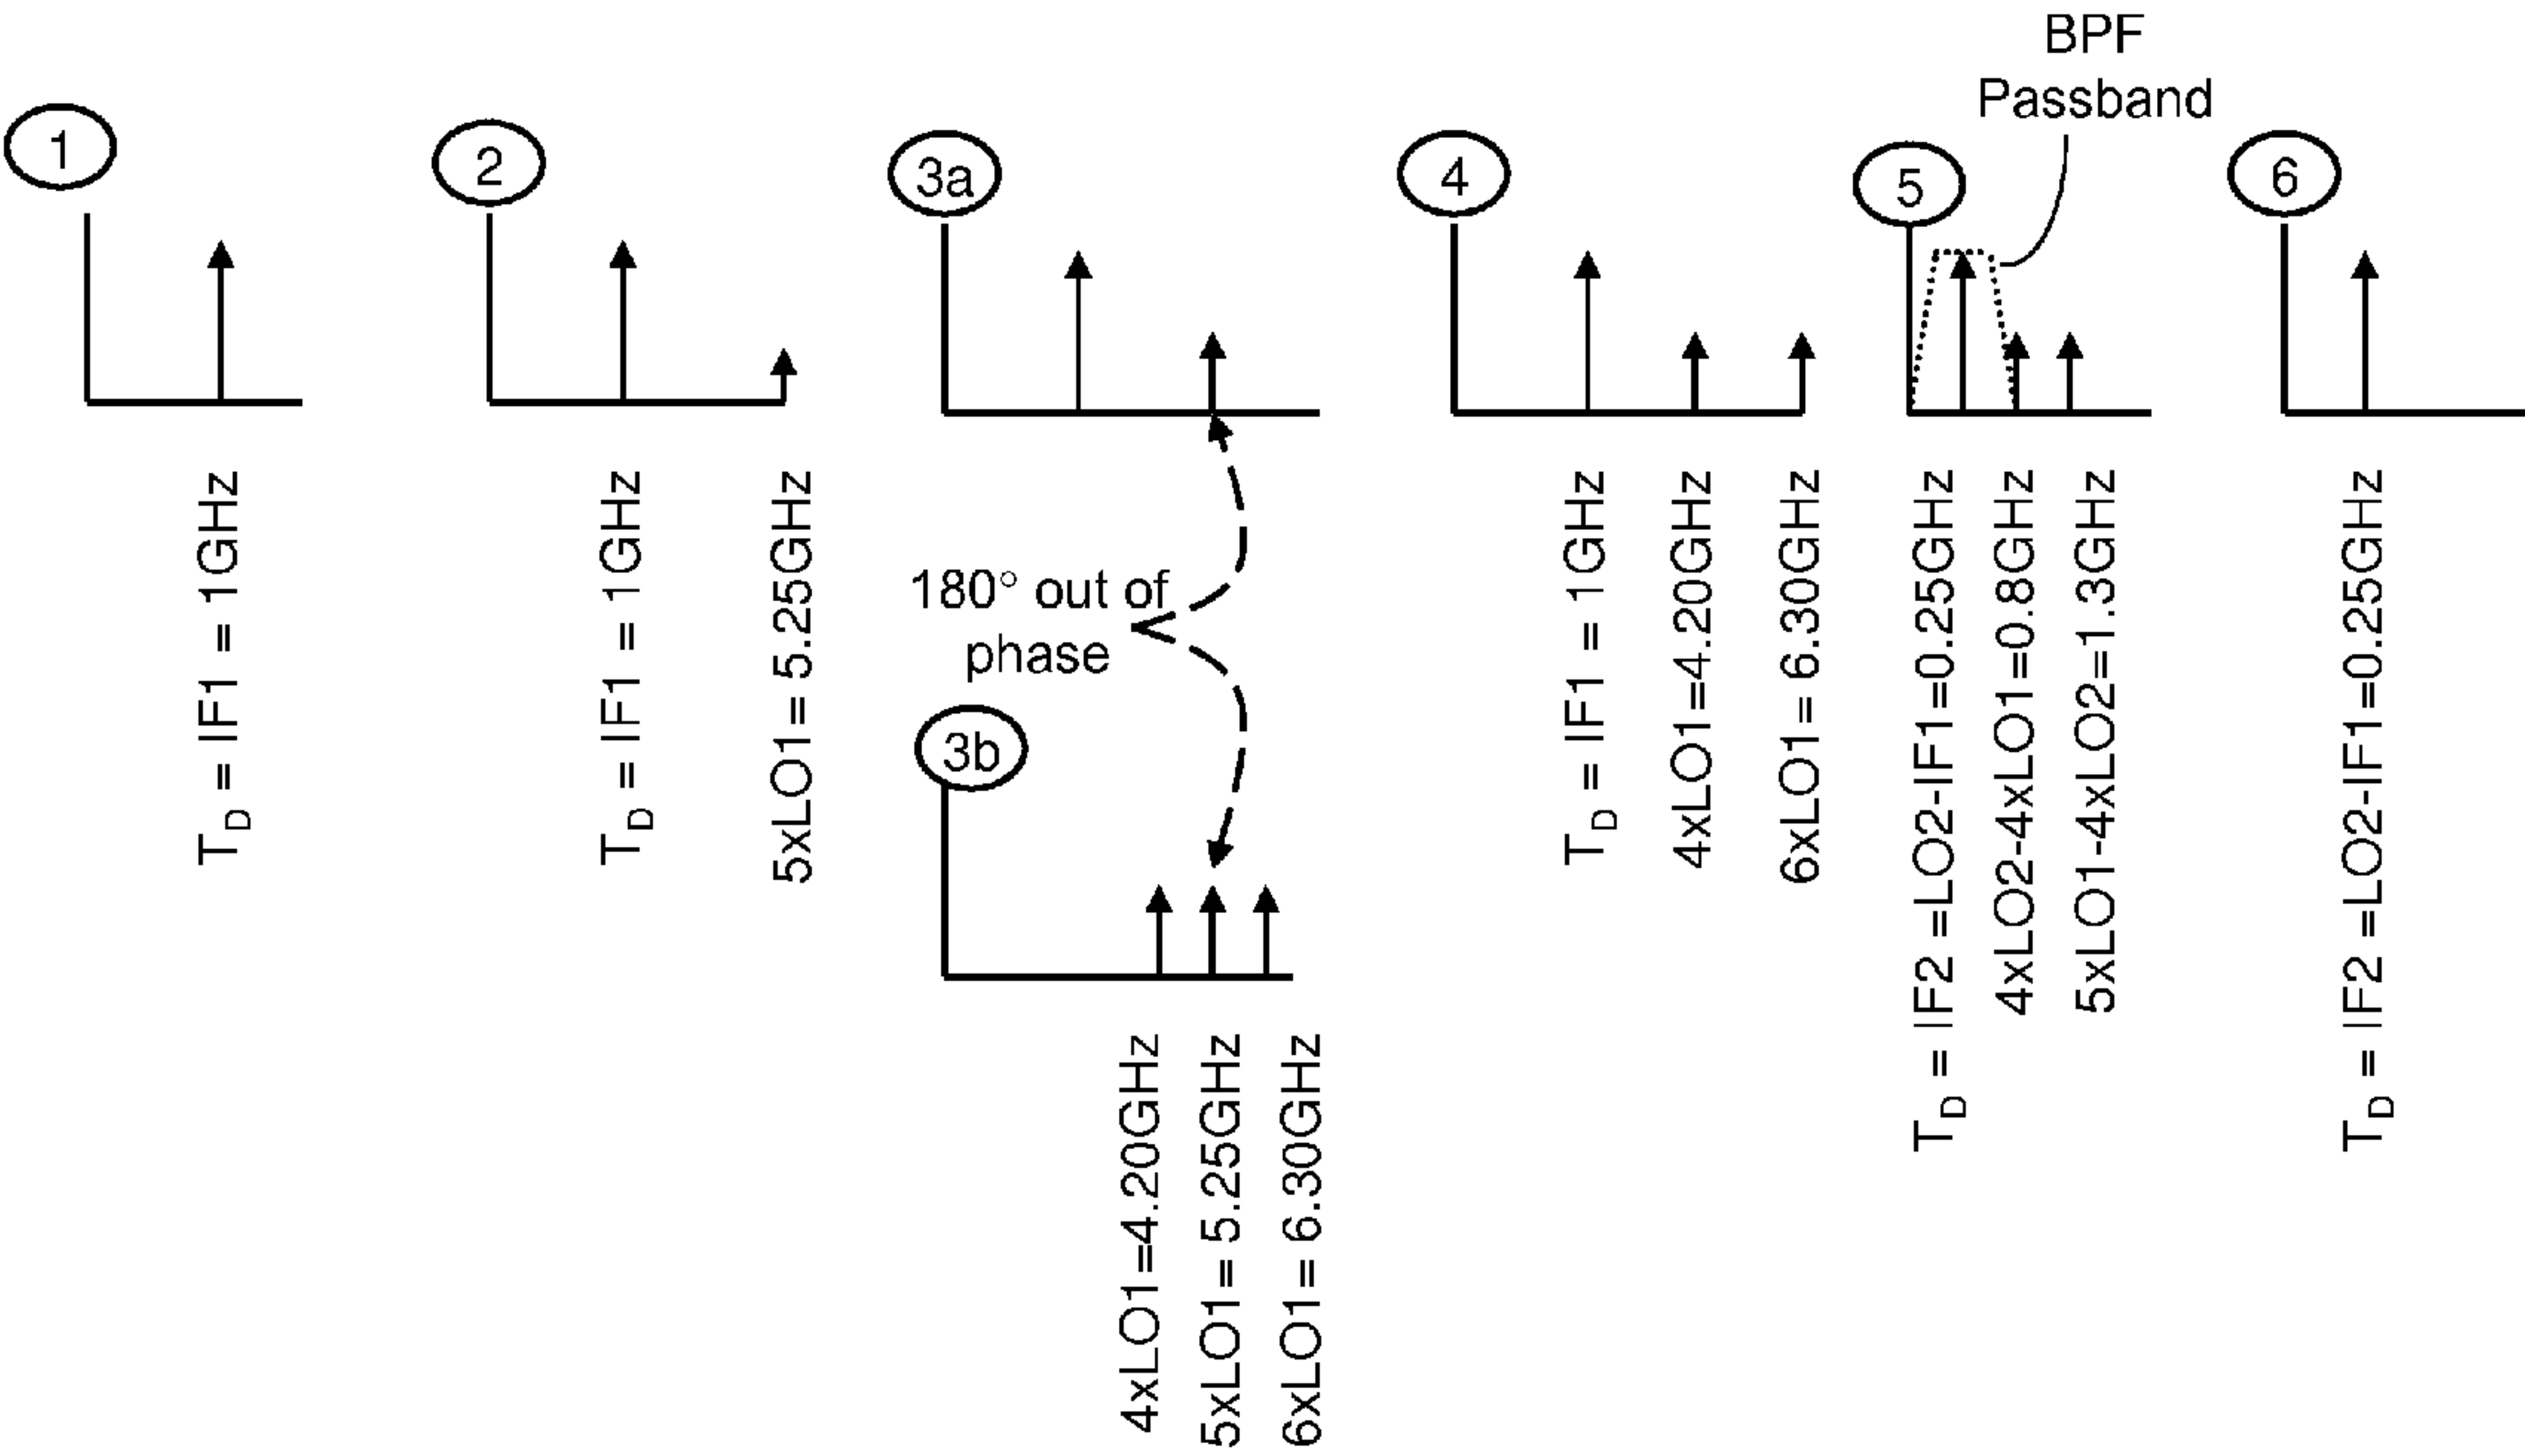 BPF
Passband
1
2
3a
4
5
6
T_D = IF1 = 1GHz
T_D = IF1 = 1GHz
5xLO1= 5.25GHz
180° out of
phase
3b
4xLO1=4.20GHz
5xLO1= 5.25GHz
6xLO1= 6.30GHz
T_D = IF1 = 1GHz
4xLO1=4.20GHz
6xLO1= 6.30GHz
T_D = IF2 =LO2-IF1=0.25GHz
4xLO2-4xLO1=0.8GHz
5xLO1-4xLO2=1.3GHz
T_D = IF2 =LO2-IF1=0.25GHz